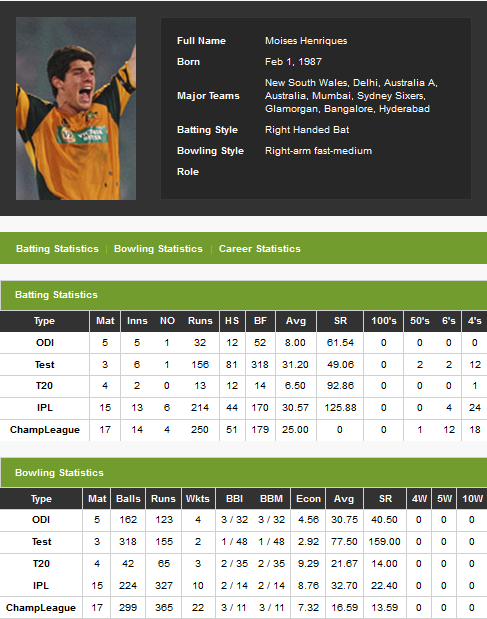 Full Name Moises Henriques
Born Feb 1, 1987
Major Teams New South Wales, Delhi, Australia A,
Australia, Mumbai, Sydney Sixers,
Glamorgan, Bangalore, Hyderabad
Batting Style Right Handed Bat
Bowling Style Right-arm fast-medium
Role
Batting Statistics | Bowling Statistics | Career Statistics
Batting Statistics
Type Mat Inns NO Runs HS BF Avg SR 100's 50's 6's 4's
ODI 5 5 1 32 12 52 8.00 61.54 0 0 0 0
Test 3 6 1 156 81 318 31.20 49.06 0 2 2 12
T20 4 2 0 13 12 14 6.50 92.86 0 0 0 1
IPL 15 13 6 214 44 170 30.57 125.88 0 0 4 24
ChampLeague 17 14 4 250 51 179 25.00 0 0 1 12 18
Bowling Statistics
Type Mat Balls Runs Wkts BBI BBM Econ Avg SR 4W 5W 10W
ODI 5 162 123 4 3 / 32 3 / 32 4.56 30.75 40.50 0 0 0
Test 3 318 155 2 1 / 48 1 / 48 2.92 77.50 159.00 0 0 0
T20 4 42 65 3 2 / 35 2 / 35 9.29 21.67 14.00 0 0 0
IPL 15 224 327 10 2 / 14 2 / 14 8.76 32.70 22.40 0 0 0
ChampLeague 17 299 365 22 3 / 11 3 / 11 7.32 16.59 13.59 0 0 0